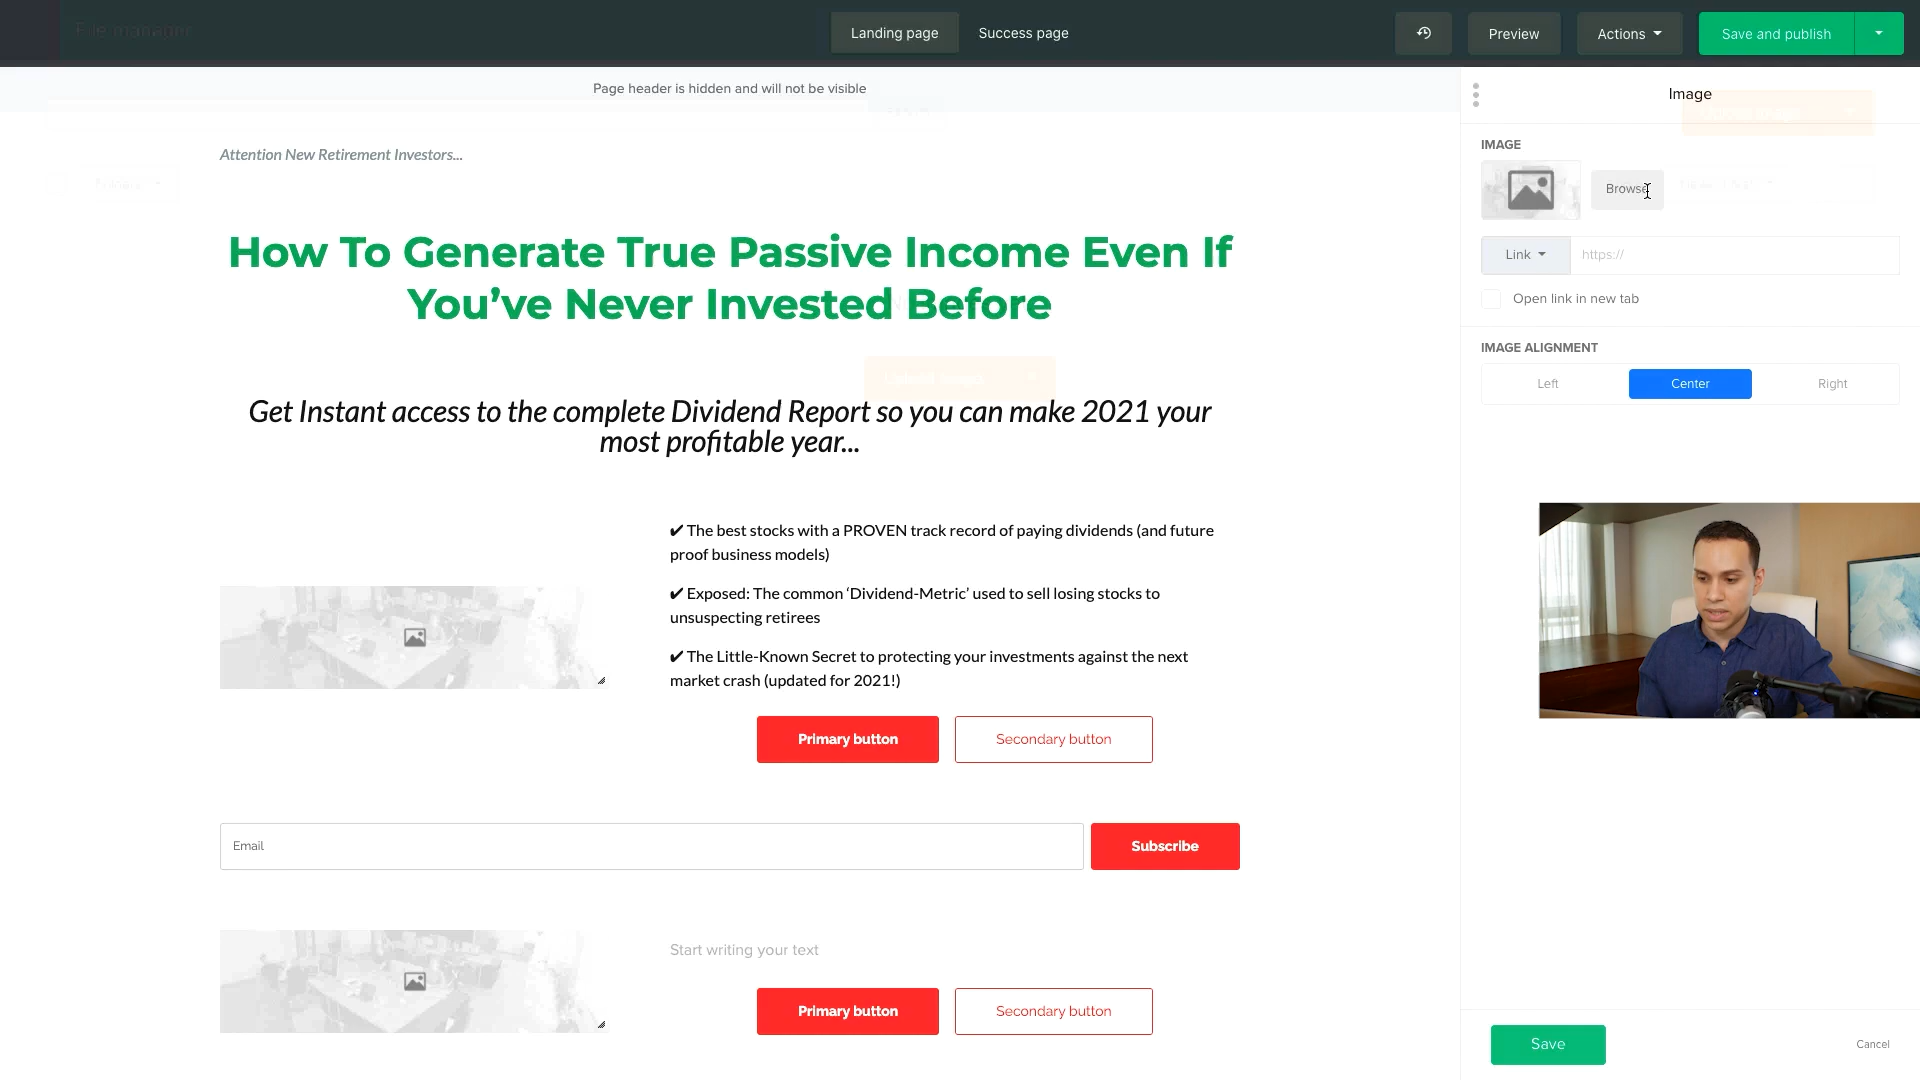 File manager
Landing page
Success page
Preview
Actions
Save and publish
Page header is hidden and will not be visible
Image
Attention New Retirement Investors...
IMAGE
Browse
How To Generate True Passive Income Even If
You’ve Never Invested Before
Link
https://
Open link in new tab
IMAGE ALIGNMENT
Left
Center
Right
Get Instant access to the complete Dividend Report so you can make 2021 your
most profitable year...
✔ The best stocks with a PROVEN track record of paying dividends (and future
proof business models)
✔ Exposed: The common ‘Dividend-Metric’ used to sell losing stocks to
unsuspecting retirees
✔ The Little-Known Secret to protecting your investments against the next
market crash (updated for 2021!)
Primary button
Secondary button
Email
Subscribe
Start writing your text
Primary button
Secondary button
Save
Cancel